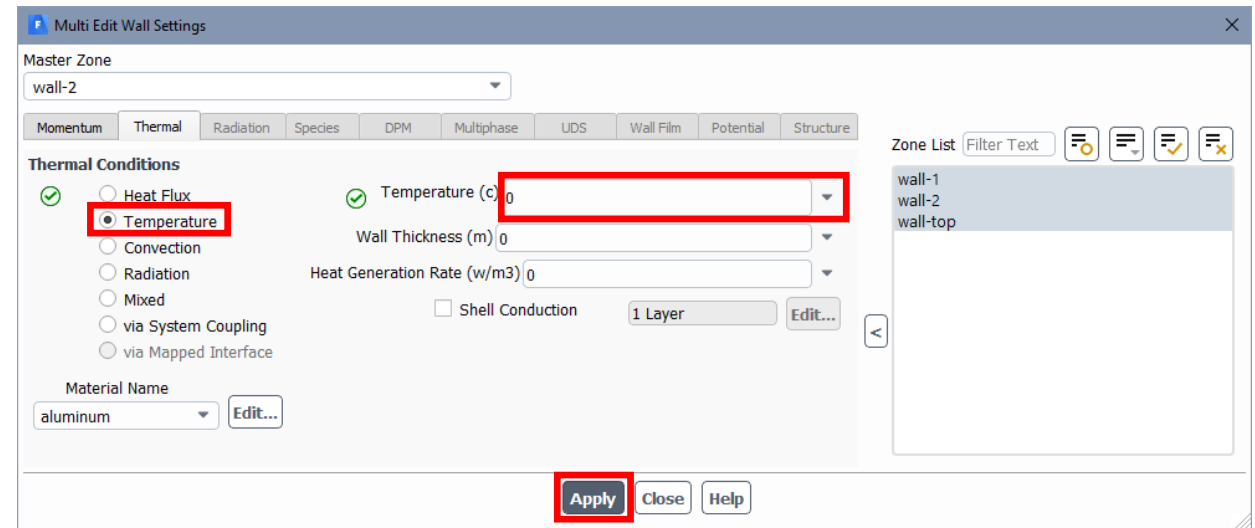 Multi Edit Wall Settings
Master Zone
wall-2
Momentum Thermal Radiation Species DPM Multiphase UDS Wall Film Potential Structure
Thermal Conditions
Heat Flux
Temperature
Convection
Radiation
Mixed
via System Coupling
via Mapped Interface
Material Name
aluminum Edit...
Temperature (c) 0
Wall Thickness (m) 0
Heat Generation Rate (w/m3) 0
Shell Conduction 1 Layer Edit...
<
Zone List Filter Text
wall-1
wall-2
wall-top
Apply Close Help